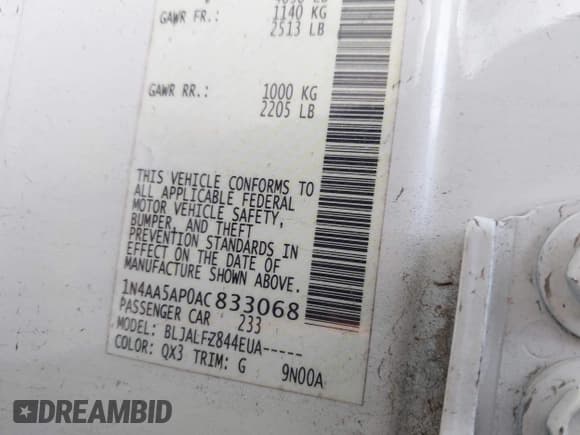 GAWR FR.: 1140 KG
2513 LB
GAWR RR.: 1000 KG
2205 LB
THIS VEHICLE CONFORMS TO
ALL APPLICABLE FEDERAL
MOTOR VEHICLE SAFETY,
BUMPER, AND THEFT
PREVENTION STANDARDS IN
EFFECT ON THE DATE OF
MANUFACTURE SHOWN ABOVE.
1N4AA5AP0AC833068
PASSENGER CAR 233
MODEL: BLJALFZ844EUA-----
COLOR: QX3 TRIM: G 9N00A
DREAMBID